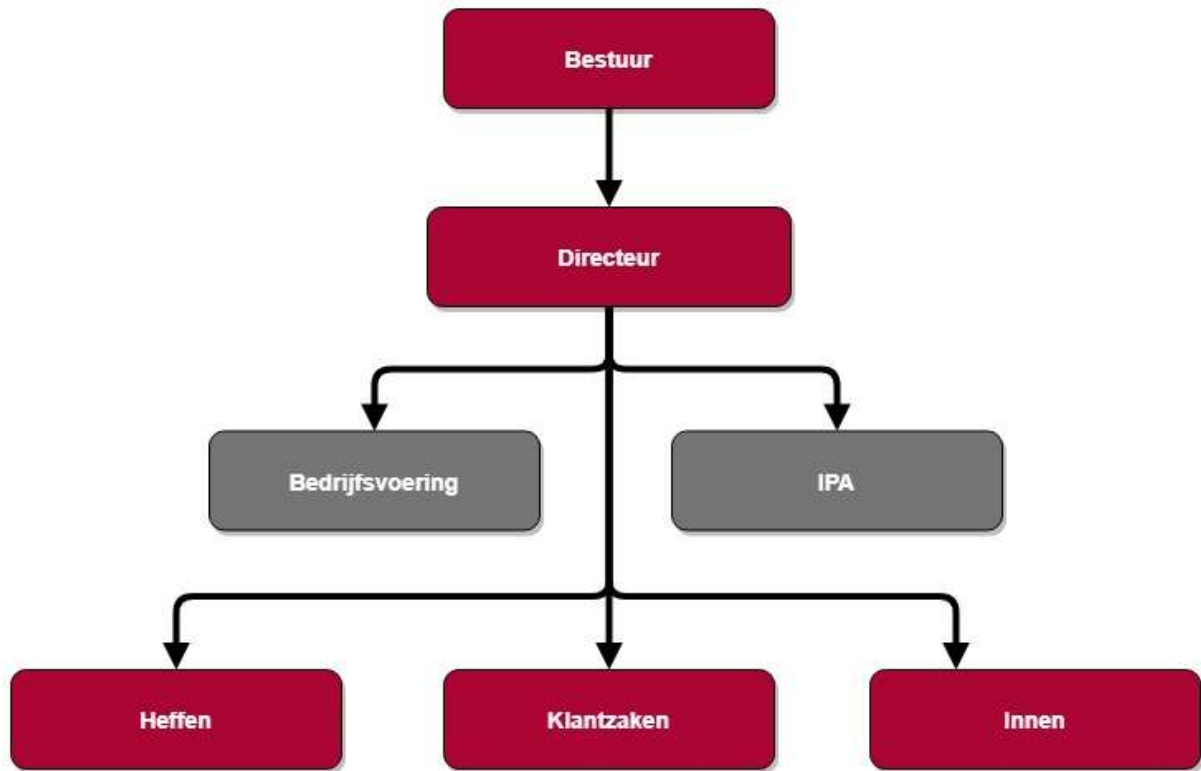 Bestuur
Directeur
Bedrijfsvoering
IPA
Heffen
Klantzaken
Innen